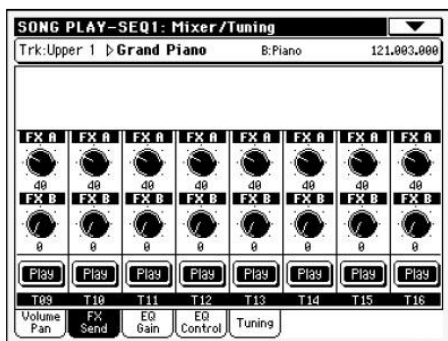 SONG PLAY-SEQ1: Mixer/Tuning
Trk:Upper 1 Grand Piano B:Piano 121.003.000
FX A FX A FX A FX A FX A FX A FX A FX A
40 40 40 40 40 40 40 40
FX B FX B FX B FX B FX B FX B FX B FX B
0 0 0 0 0 0 0 0
Play Play Play Play Play Play Play Play
T09 T10 T11 T12 T13 T14 T15 T16
Volume Pan FX Send EQ Gain EQ Control Tuning